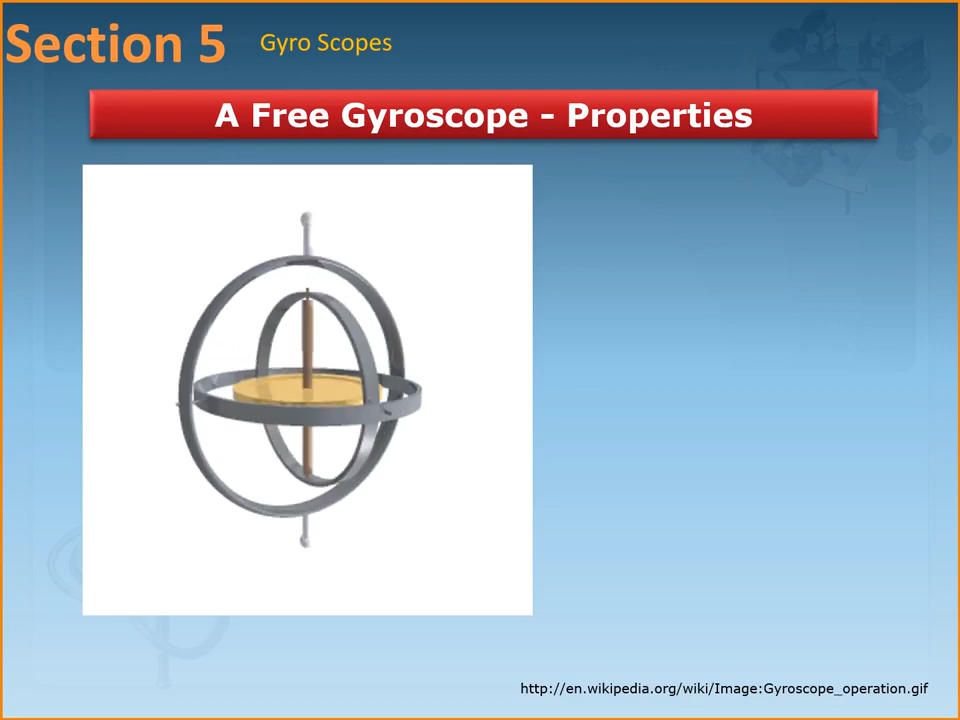 Section 5
Gyro Scopes
A Free Gyroscope - Properties
http://en.wikipedia.org/wiki/Image:Gyroscope_operation.gif